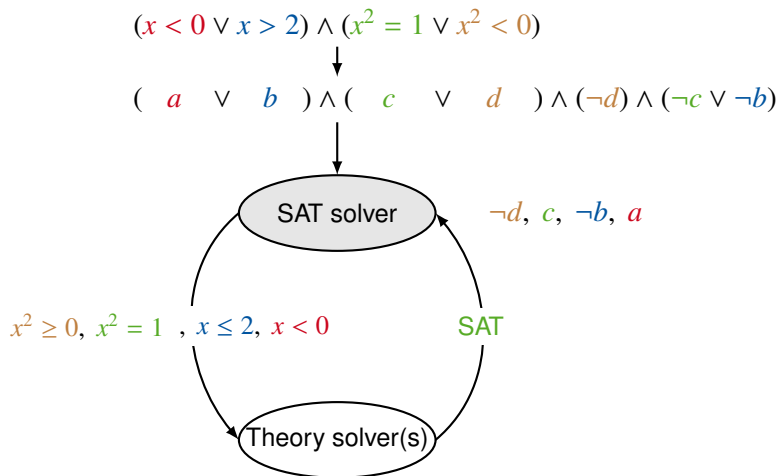 (x < 0 ∨ x > 2) ∧ (x² = 1 ∨ x² < 0)
( a ∨ b ) ∧ ( c ∨ d ) ∧ (¬d) ∧ (¬c ∨ ¬b)
SAT solver
¬d, c, ¬b, a
x² ≥ 0, x² = 1 , x ≤ 2, x < 0
SAT
Theory solver(s)